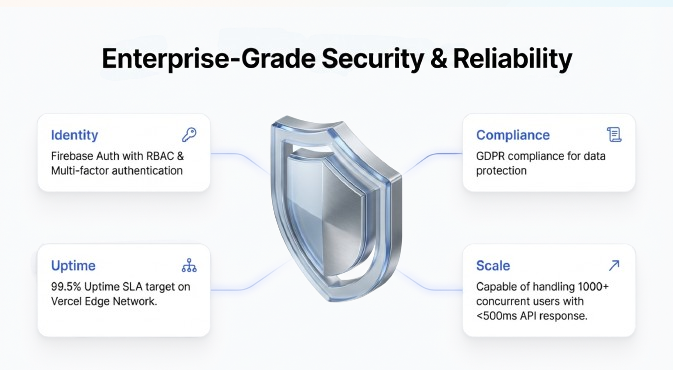 Enterprise-Grade Security & Reliability
Identity
Firebase Auth with RBAC &
Multi-factor authentication
Compliance
GDPR compliance for data
protection
Uptime
99.5% Uptime SLA target on
Vercel Edge Network.
Scale
Capable of handling 1000+
concurrent users with
<500ms API response.